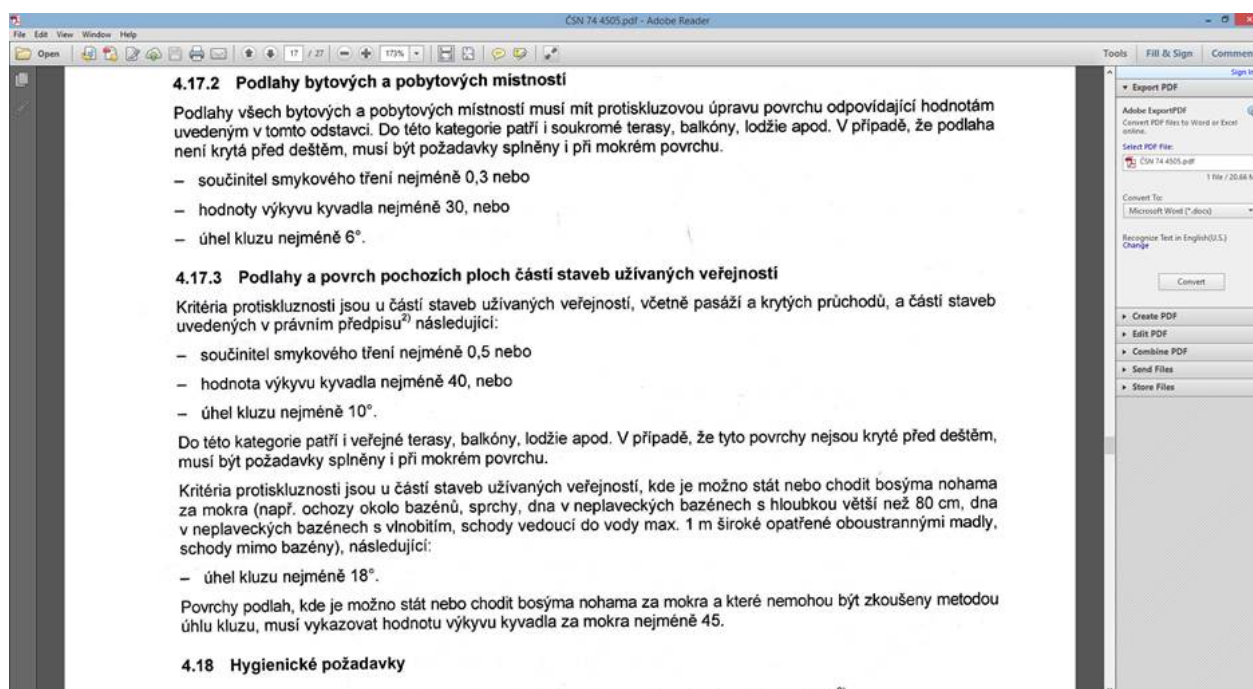 ČSN 74 4505.pdf - Adobe Reader
File Edit View Window Help
Open 17 / 27 173% Tools Fill & Sign Commen
Sign In
4.17.2 Podlahy bytových a pobytových místností
Podlahy všech bytových a pobytových místností musí mít protiskluzovou úpravu povrchu odpovídající hodnotám
uvedeným v tomto odstavci. Do této kategorie patří i soukromé terasy, balkóny, lodžie apod. V případě, že podlaha
není krytá před deštěm, musí být požadavky splněny i při mokrém povrchu.
– součinitel smykového tření nejméně 0,3 nebo
– hodnoty výkyvu kyvadla nejméně 30, nebo
– úhel kluzu nejméně 6°.
4.17.3 Podlahy a povrch pochozích ploch částí staveb užívaných veřejností
Kritéria protiskluznosti jsou u částí staveb užívaných veřejností, včetně pasáží a krytých průchodů, a částí staveb
uvedených v právním předpisu2) následující:
– součinitel smykového tření nejméně 0,5 nebo
– hodnota výkyvu kyvadla nejméně 40, nebo
– úhel kluzu nejméně 10°.
Do této kategorie patří i veřejné terasy, balkóny, lodžie apod. V případě, že tyto povrchy nejsou kryté před deštěm,
musí být požadavky splněny i při mokrém povrchu.
Kritéria protiskluznosti jsou u částí staveb užívaných veřejností, kde je možno stát nebo chodit bosýma nohama
za mokra (např. ochozy okolo bazénů, sprchy, dna v neplaveckých bazénech s hloubkou větší než 80 cm, dna
v neplaveckých bazénech s vlnobitím, schody vedoucí do vody max. 1 m široké opatřené oboustrannými madly,
schody mimo bazény), následující:
– úhel kluzu nejméně 18°.
Povrchy podlah, kde je možno stát nebo chodit bosýma nohama za mokra a které nemohou být zkoušeny metodou
úhlu kluzu, musí vykazovat hodnotu výkyvu kyvadla za mokra nejméně 45.
4.18 Hygienické požadavky
Export PDF
Adobe ExportPDF
Convert PDF files to Word or Excel
online.
Select PDF File:
ČSN 74 4505.pdf
1 file / 20.66 M
Convert To:
Microsoft Word (*.docx)
Recognize Text in English(U.S.)
Change
Convert
Create PDF
Edit PDF
Combine PDF
Send Files
Store Files